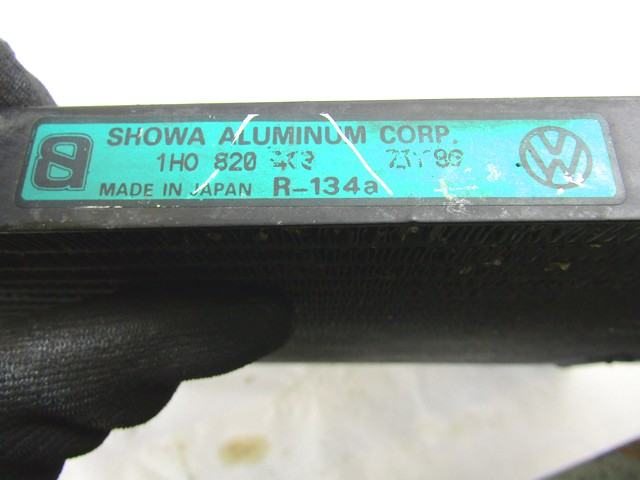 SHOWA ALUMINUM CORP.
1H0 820
MADE IN JAPAN R-134a